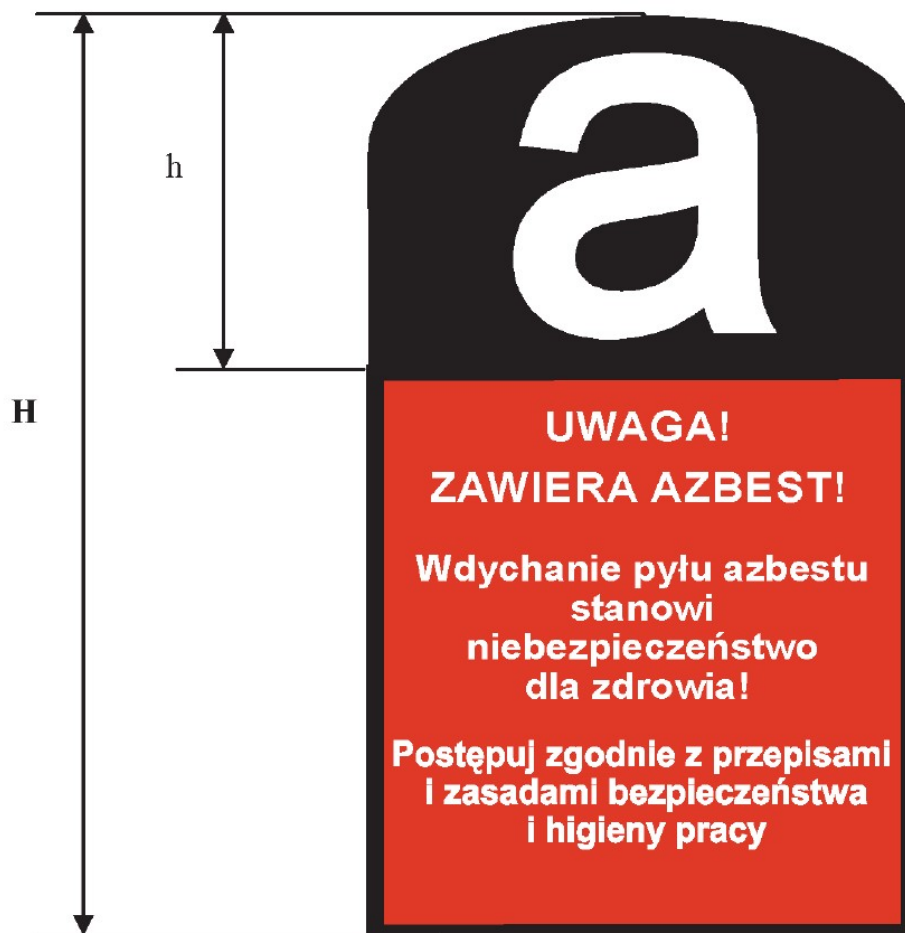 a
h
H
UWAGA!
ZAWIERA AZBEST!
Wdychanie pyłu azbestu
stanowi
niebezpieczeństwo
dla zdrowia!
Postępuj zgodnie z przepisami
i zasadami bezpieczeństwa
i higieny pracy